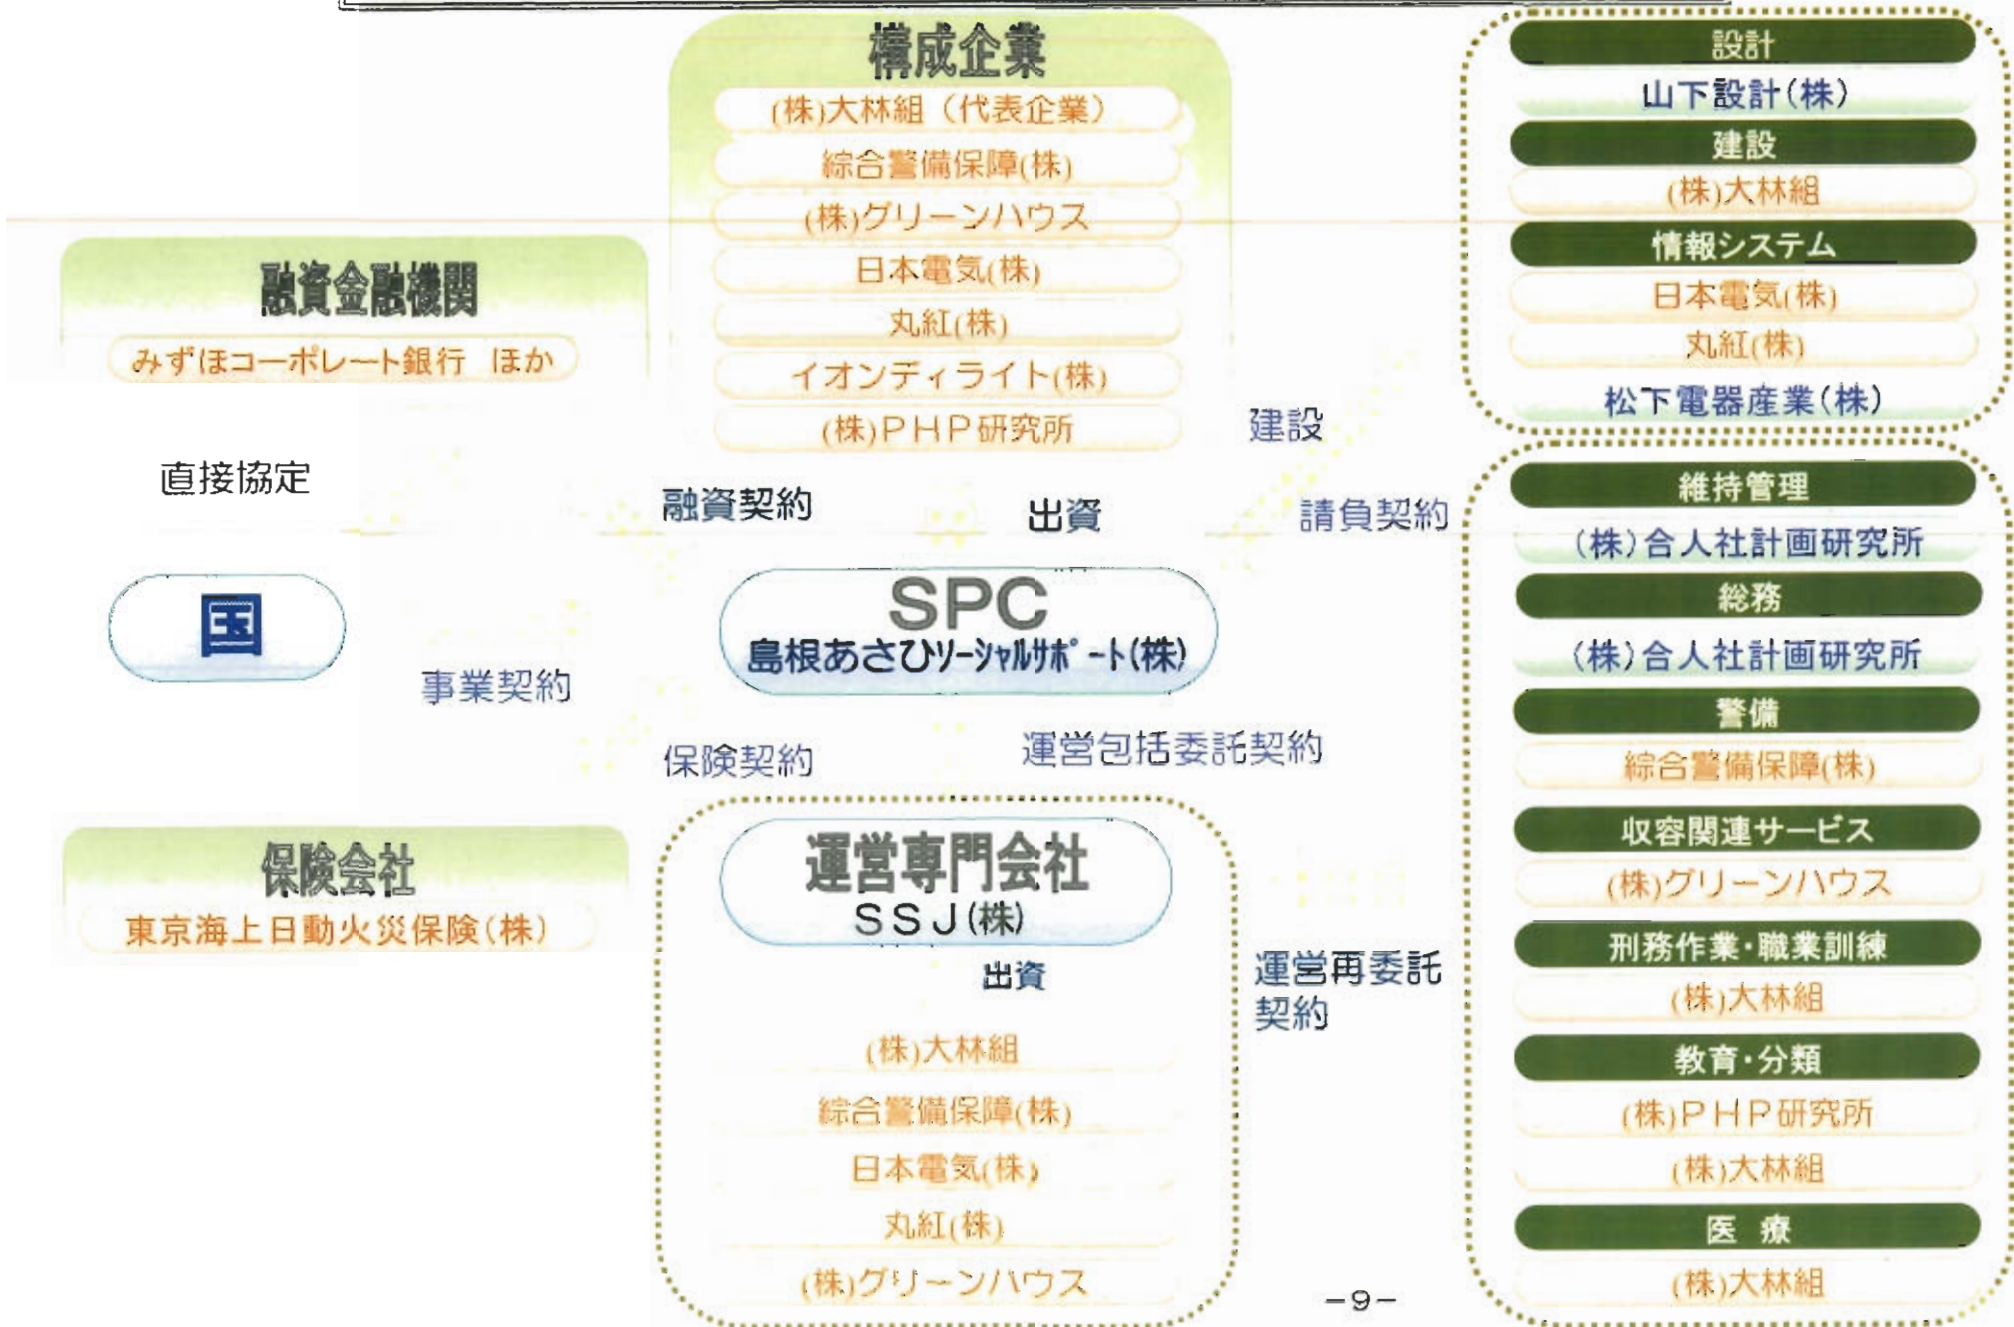 構成企業
(株)大林組（代表企業）
綜合警備保障(株)
(株)グリーンハウス
日本電気(株)
丸紅(株)
イオンディライト(株)
(株)PHP研究所
融資金融機関
みずほコーポレート銀行 ほか
直接協定
融資契約
出資
建設
請負契約
国
事業契約
SPC
島根あさひソーシャルサポート(株)
保険契約
運営包括委託契約
保険会社
東京海上日動火災保険(株)
運営専門会社
SSJ(株)
出資
(株)大林組
綜合警備保障(株)
日本電気(株)
丸紅(株)
(株)グリーンハウス
運営再委託
契約
設計
山下設計(株)
建設
(株)大林組
情報システム
日本電気(株)
丸紅(株)
松下電器産業(株)
維持管理
(株)合人社計画研究所
総務
(株)合人社計画研究所
警備
綜合警備保障(株)
収容関連サービス
(株)グリーンハウス
刑務作業・職業訓練
(株)大林組
教育・分類
(株)PHP研究所
(株)大林組
医 療
(株)大林組
-9-